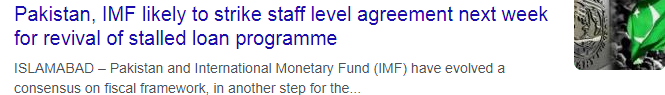 Pakistan, IMF likely to strike staff level agreement next week
for revival of stalled loan programme
ISLAMABAD – Pakistan and International Monetary Fund (IMF) have evolved a
consensus on fiscal framework, in another step for the...